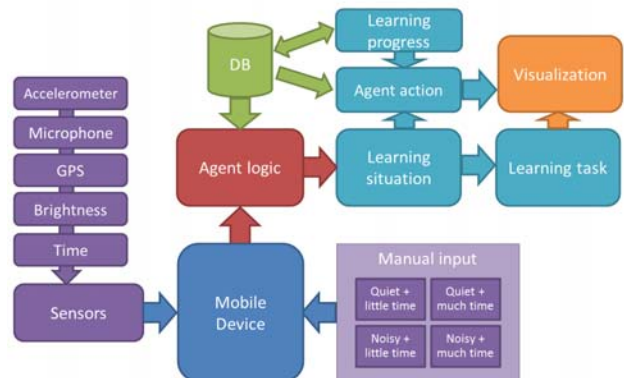 Learning
progress
DB
Visualization
Agent action
Accelerometer
Microphone
GPS
Brightness
Time
Sensors
Agent logic
Learning
situation
Learning task
Mobile
Device
Manual input
Quiet +
little time
Quiet +
much time
Noisy +
little time
Noisy +
much time